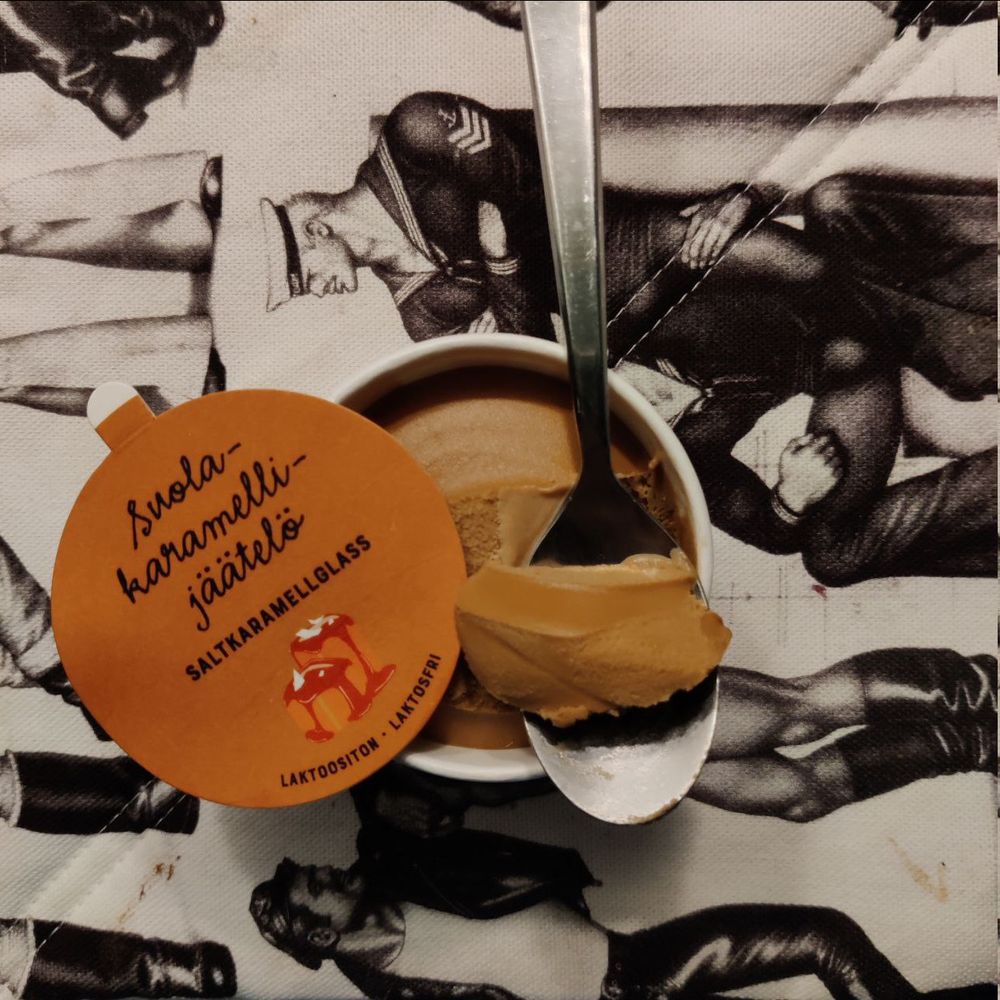 suola-
karamelli-
jäätelö
SALTKARAMELLGLASS
LAKTOOSITON · LAKTOSFRI